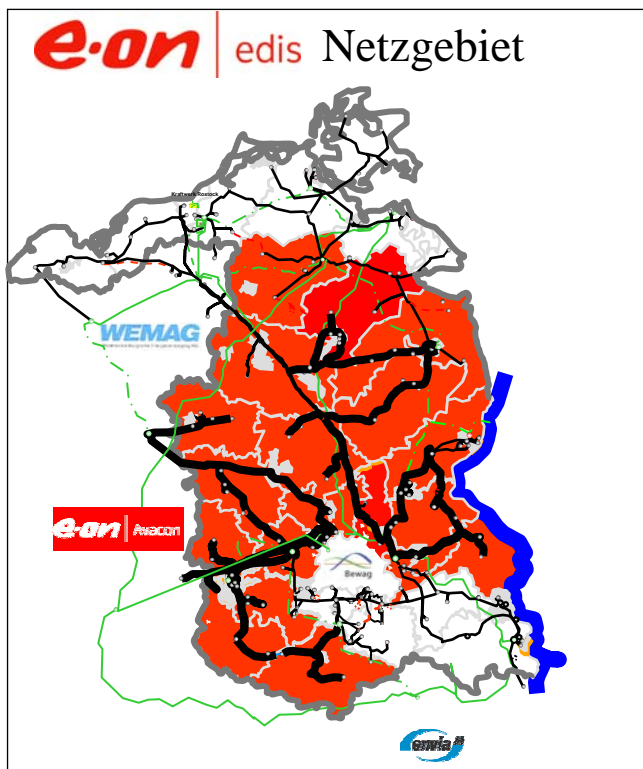 e·on | edis Netzgebiet
Kraftwerk Rostock
WEMAG
e·on | Avacon
Bewag
envia